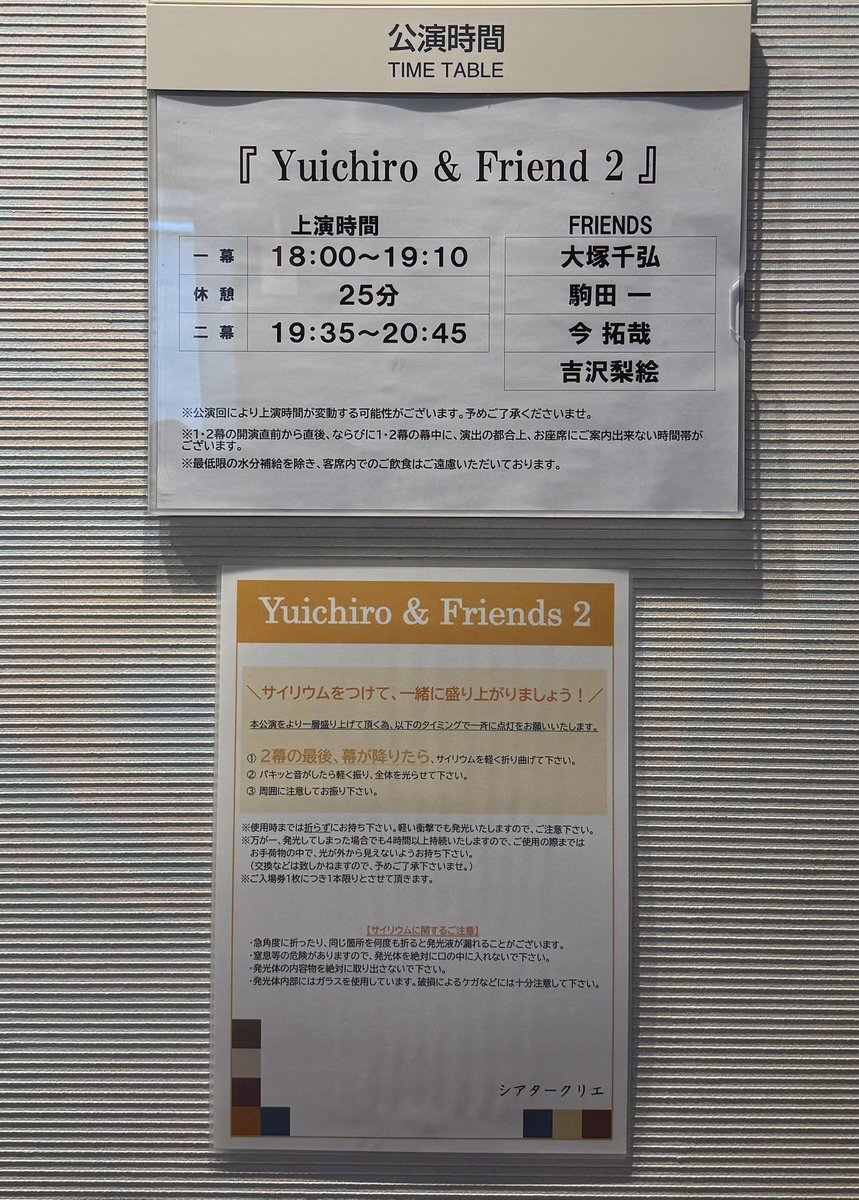 公演時間
TIME TABLE
『 Yuichiro & Friend 2 』
上演時間
一 幕 18:00〜19:10
休 憩 25分
二 幕 19:35〜20:45
FRIENDS
大塚千弘
駒田 一
今 拓哉
吉沢梨絵
※公演回により上演時間が変動する可能性がございます。予めご了承くださいませ。
※1・2幕の開演直前から直後、ならびに1・2幕の幕中に、演出の都合上、お座席にご案内出来ない時間帯が
ございます。
※最低限の水分補給を除き、客席内でのご飲食はご遠慮いただいております。
Yuichiro & Friends 2
＼サイリウムをつけて、一緒に盛り上がりましょう！／
本公演をより一層盛り上げて頂く為、以下のタイミングで一斉に点灯をお願いいたします。
① 2幕の最後、幕が降りたら、サイリウムを軽く折り曲げて下さい。
② パキッと音がしたら軽く振り、全体を光らせて下さい。
③ 周囲に注意してお振り下さい。
※使用時までは折らずにお持ち下さい。軽い衝撃でも発光いたしますので、ご注意下さい。
※万が一、発光してしまった場合でも4時間以上持続いたしますので、ご使用の際までは
お手荷物の中で、光が外から見えないようお持ち下さい。
（交換などは致しかねますので、予めご了承下さいませ。）
※ご入場券1枚につき1本限りとさせて頂きます。
【サイリウムに関するご注意】
・急角度に折ったり、同じ箇所を何度も折ると発光液が漏れることがございます。
・窒息等の危険がありますので、発光体を絶対に口の中に入れないで下さい。
・発光体の内容物を絶対に取り出さないで下さい。
・発光体内部にはガラスを使用しています。破損によるケガなどには十分注意して下さい。
シアタークリエ